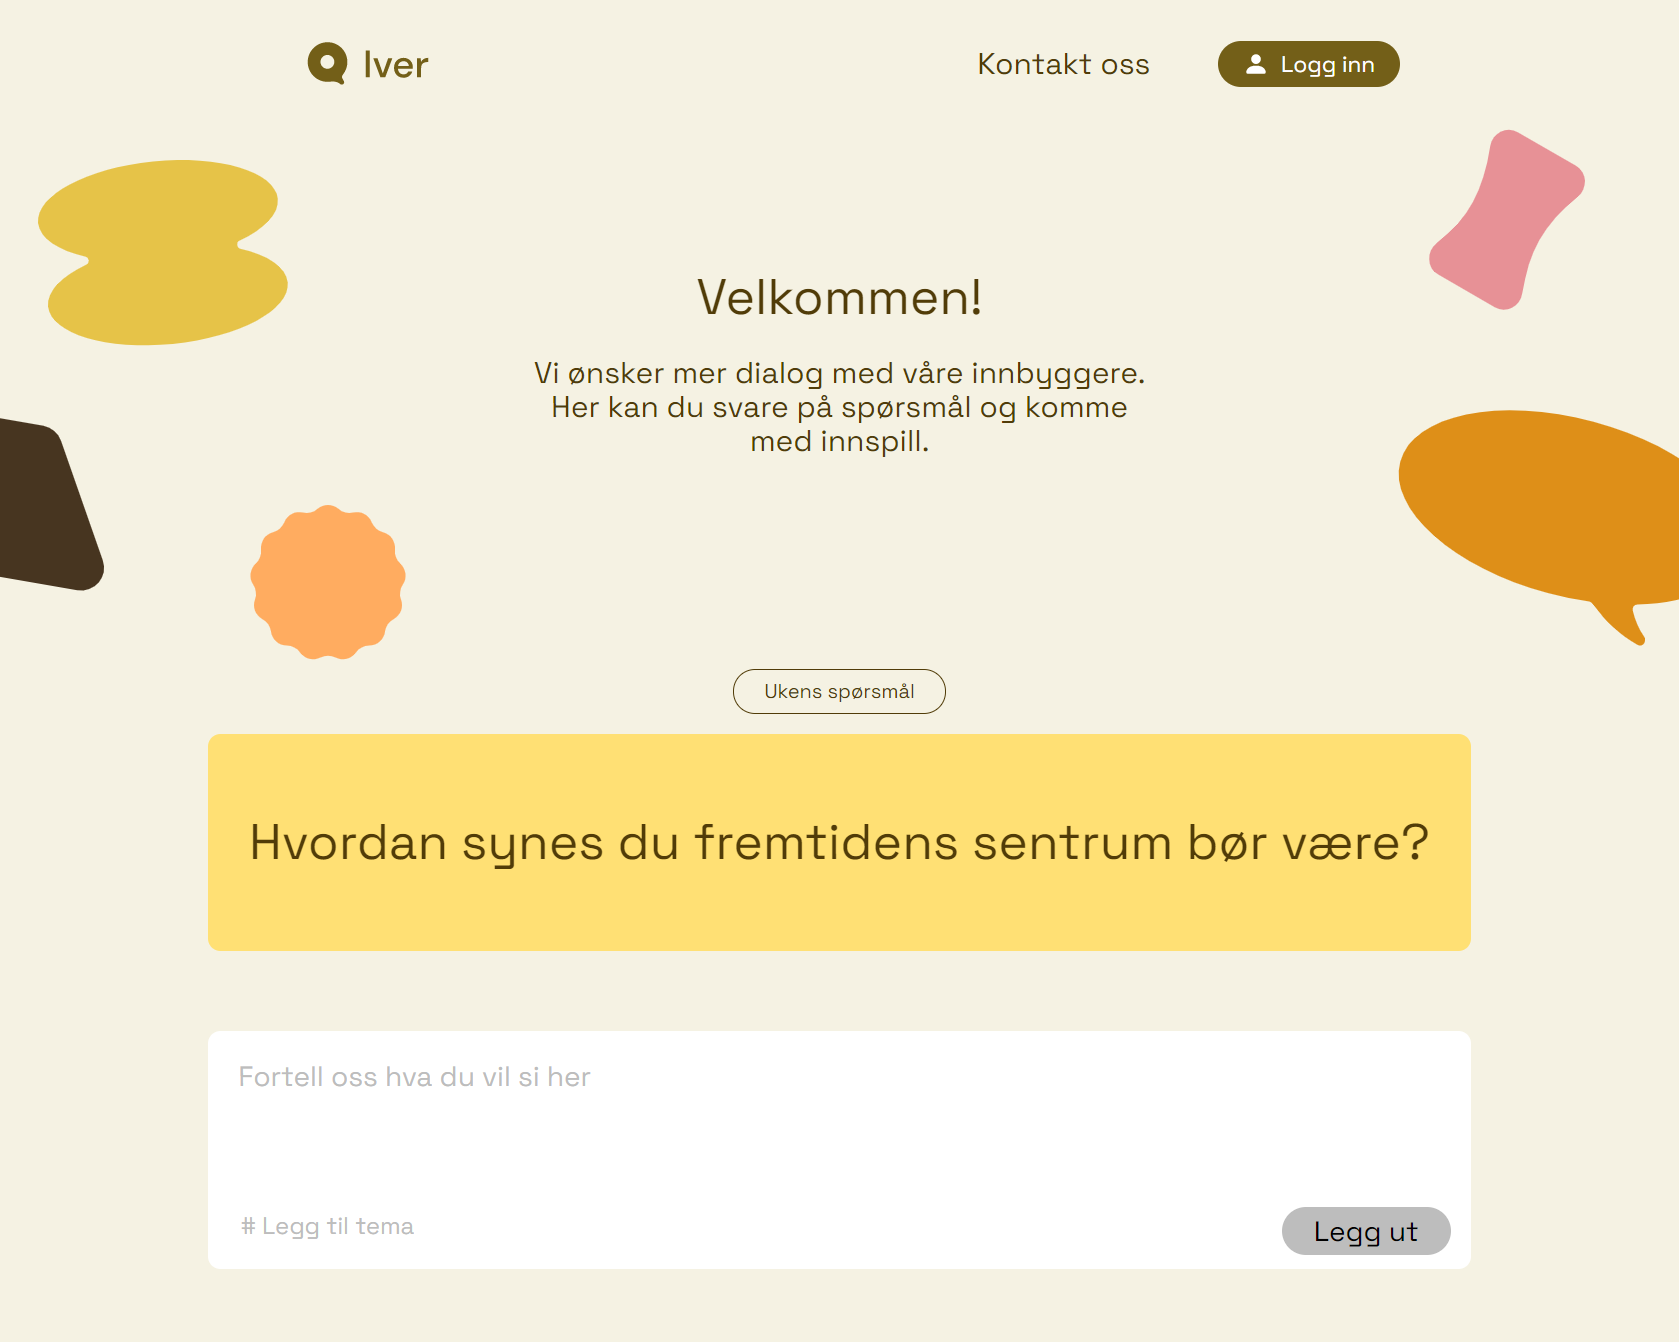 Iver
Kontakt oss
Logg inn
Velkommen!
Vi ønsker mer dialog med våre innbyggere.
Her kan du svare på spørsmål og komme
med innspill.
Ukens spørsmål
Hvordan synes du fremtidens sentrum bør være?
Fortell oss hva du vil si her
# Legg til tema
Legg ut